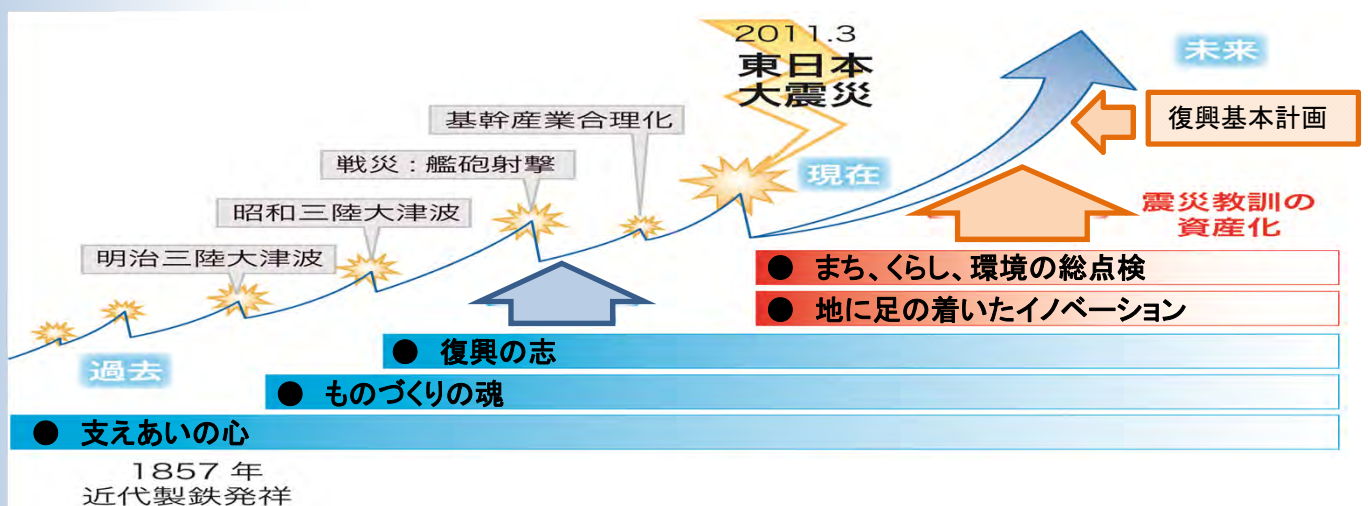 2011.3
東日本
大震災
未来
復興基本計画
基幹産業合理化
戦災：艦砲射撃
現在
昭和三陸大津波
震災教訓の
資産化
明治三陸大津波
● まち、くらし、環境の総点検
● 地に足の着いたイノベーション
過去
● 復興の志
● ものづくりの魂
● 支えあいの心
1857 年
近代製鉄発祥